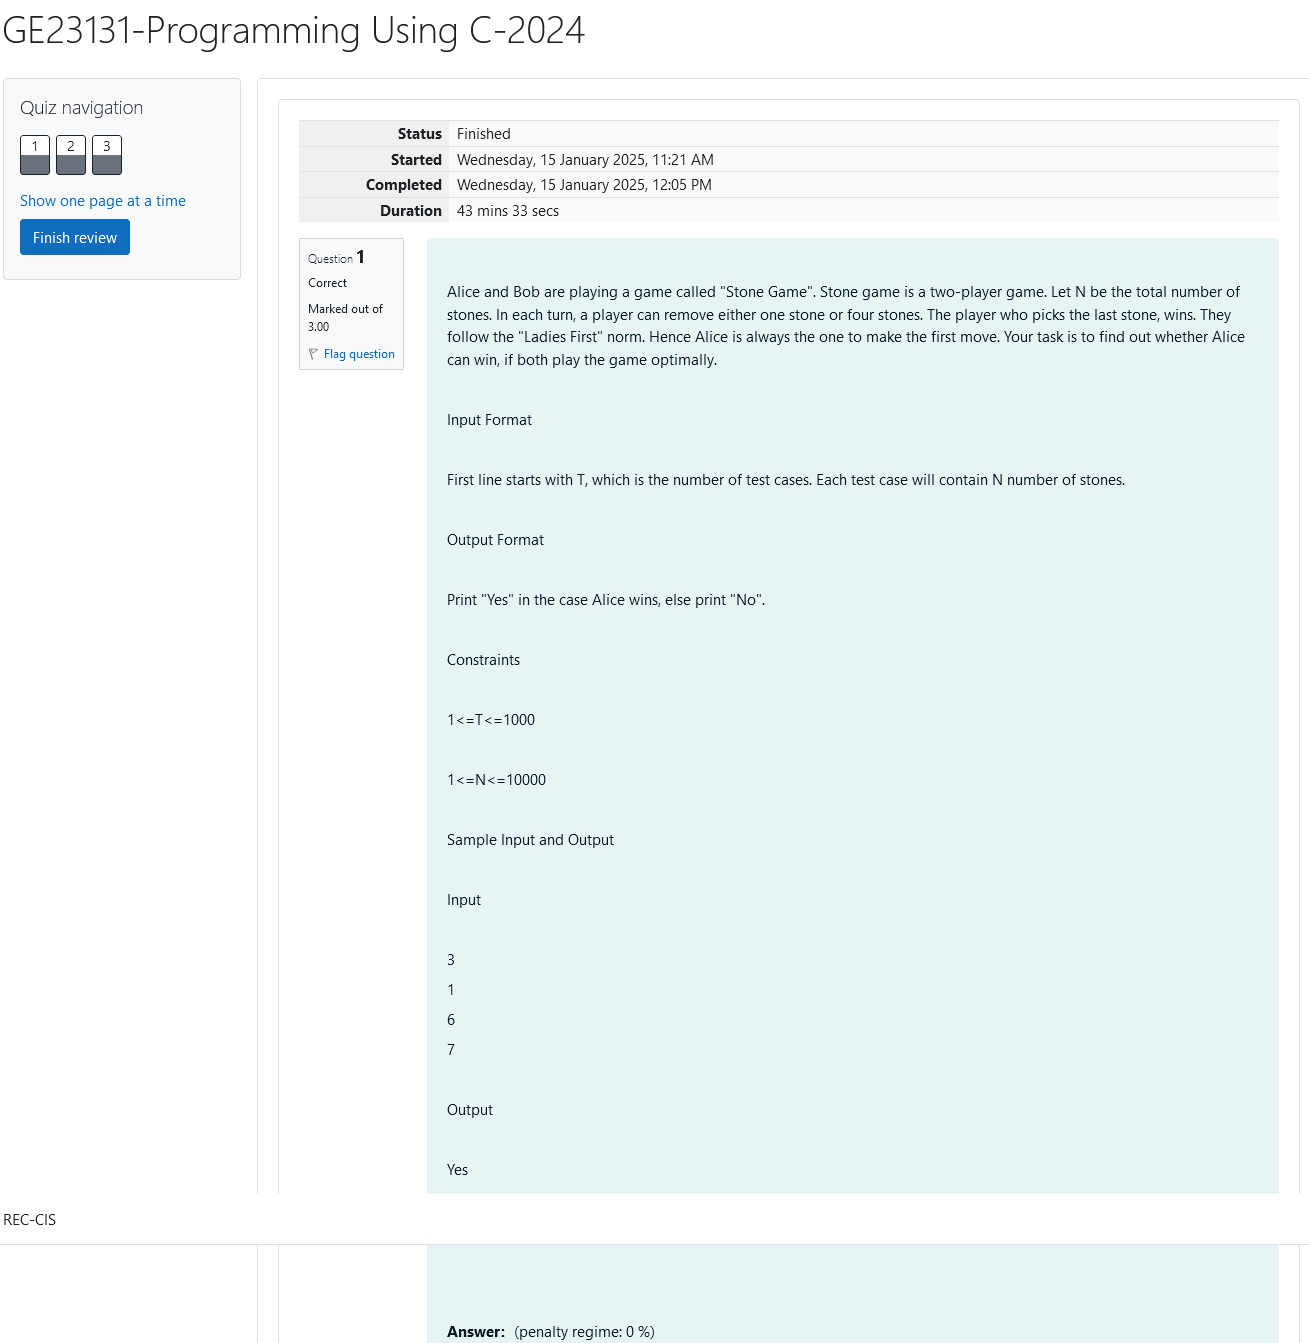 GE23131-Programming Using C-2024
Quiz navigation
1 2 3
Show one page at a time
Finish review
Status Finished
Started Wednesday, 15 January 2025, 11:21 AM
Completed Wednesday, 15 January 2025, 12:05 PM
Duration 43 mins 33 secs
Question 1
Correct
Marked out of
3.00
Flag question
Alice and Bob are playing a game called "Stone Game". Stone game is a two-player game. Let N be the total number of
stones. In each turn, a player can remove either one stone or four stones. The player who picks the last stone, wins. They
follow the "Ladies First" norm. Hence Alice is always the one to make the first move. Your task is to find out whether Alice
can win, if both play the game optimally.
Input Format
First line starts with T, which is the number of test cases. Each test case will contain N number of stones.
Output Format
Print "Yes" in the case Alice wins, else print "No".
Constraints
1<=T<=1000
1<=N<=10000
Sample Input and Output
Input
3
1
6
7
Output
Yes
REC-CIS
Answer: (penalty regime: 0 %)